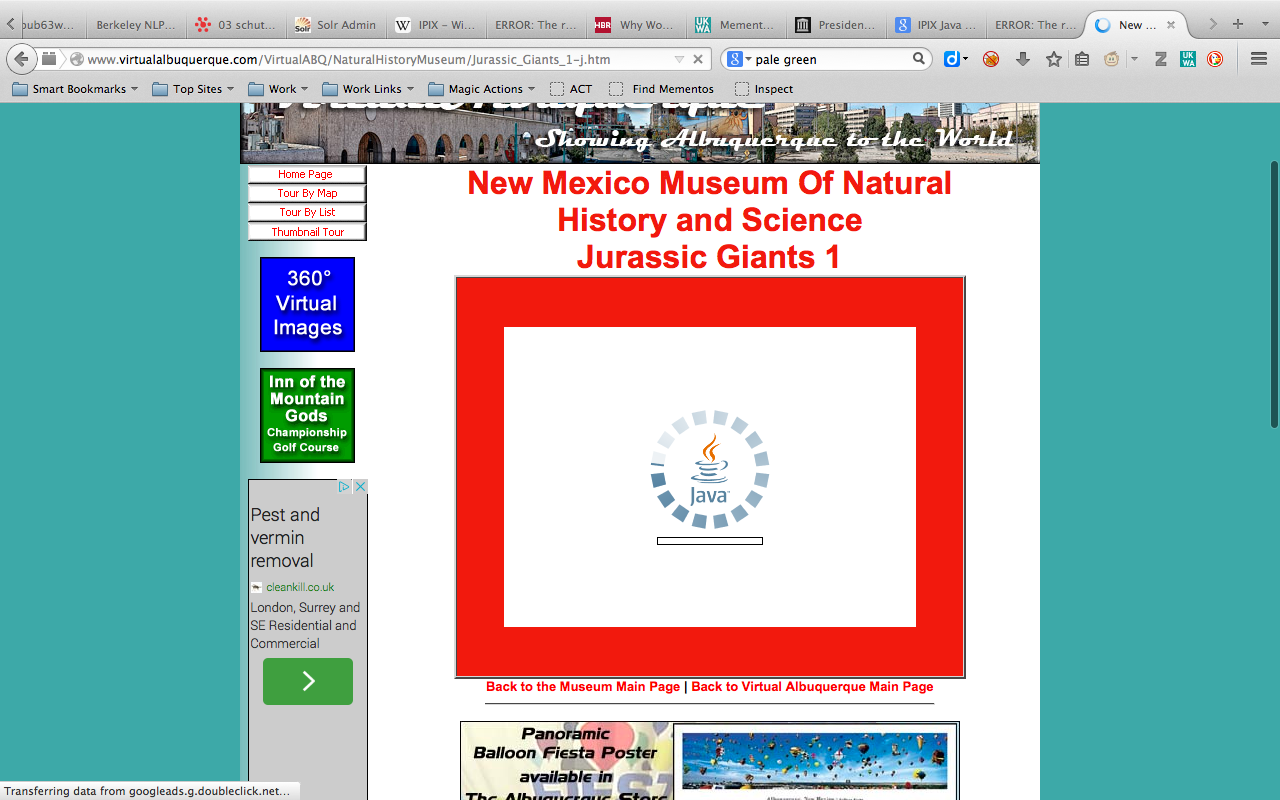 ub63w...
Berkeley NLP...
03 schut...
Solr Admin
IPIX – Wi...
ERROR: The r...
Why Wo...
Mement...
Presiden...
IPIX Java ...
ERROR: The r...
New ...
www.virtualalbuquerque.com/VirtualABQ/NaturalHistoryMuseum/Jurassic_Giants_1-j.htm
pale green
Smart Bookmarks
Top Sites
Work
Work Links
Magic Actions
ACT
Find Mementos
Inspect
Showing Albuquerque to the World
Home Page
Tour By Map
Tour By List
Thumbnail Tour
360°
Virtual
Images
Inn of the
Mountain
Gods
Championship
Golf Course
Pest and
vermin
removal
cleankill.co.uk
London, Surrey and
SE Residential and
Commercial
New Mexico Museum Of Natural
History and Science
Jurassic Giants 1
Java
Back to the Museum Main Page | Back to Virtual Albuquerque Main Page
Panoramic
Balloon Fiesta Poster
available in
The Albuquerque Store
Transferring data from googleads.g.doubleclick.net...